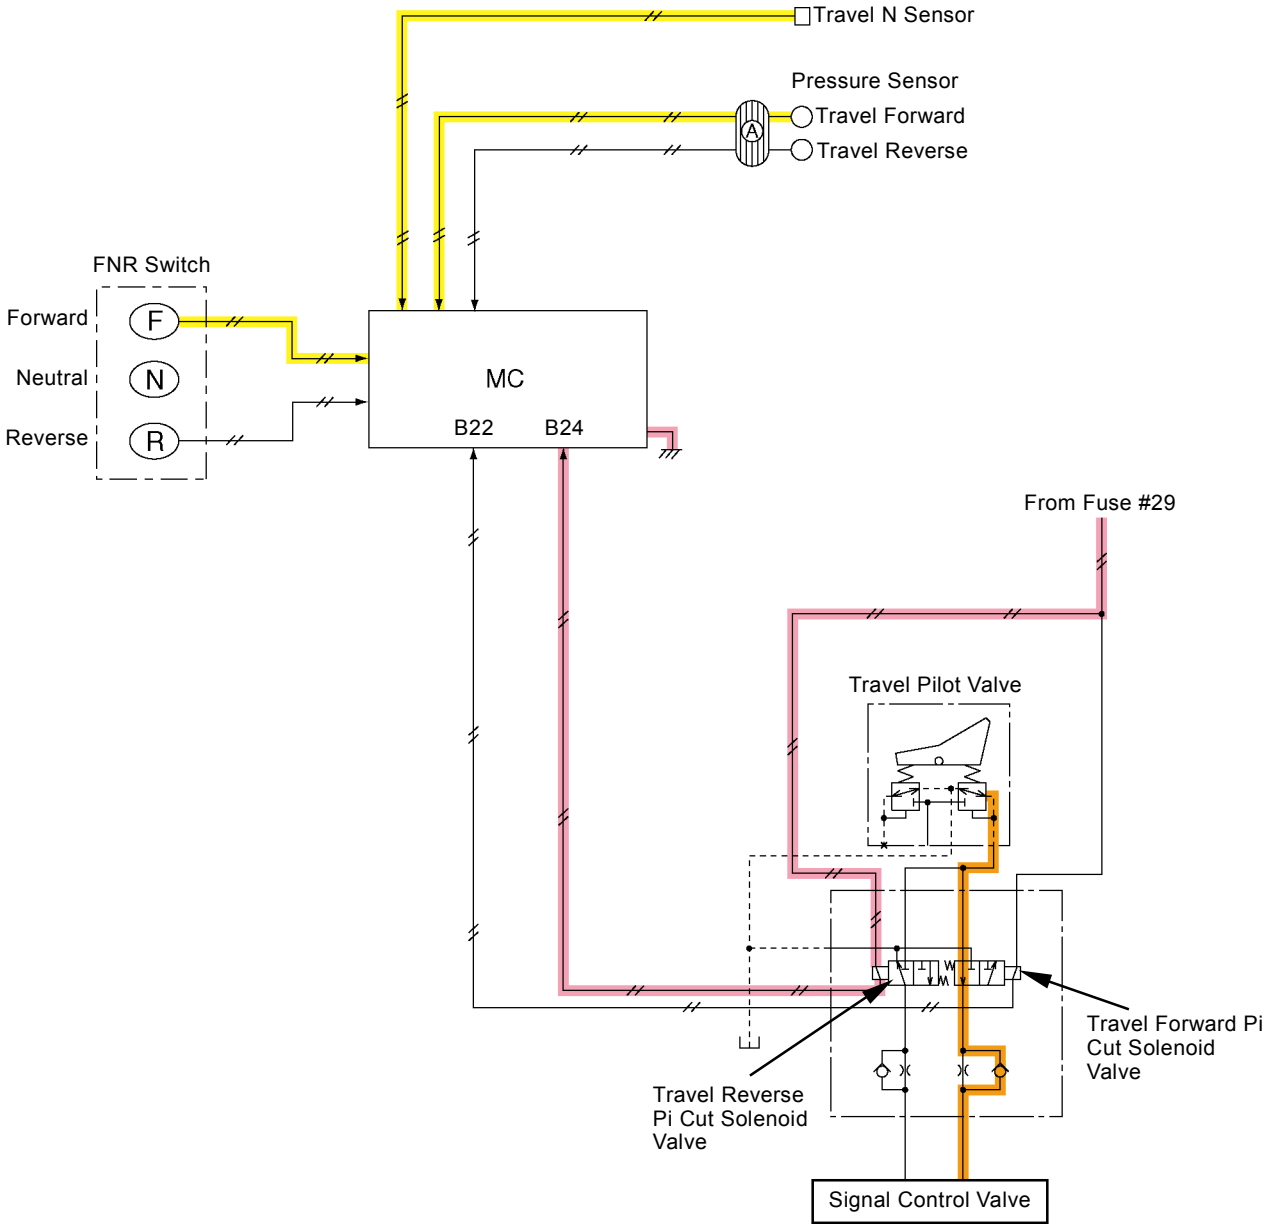 Travel N Sensor
Pressure Sensor
Travel Forward
A
Travel Reverse
FNR Switch
Forward
F
Neutral
N
MC
Reverse
R
B22
B24
From Fuse #29
Travel Pilot Valve
Travel Forward Pi
Cut Solenoid
Valve
Travel Reverse
Pi Cut Solenoid
Valve
Signal Control Valve